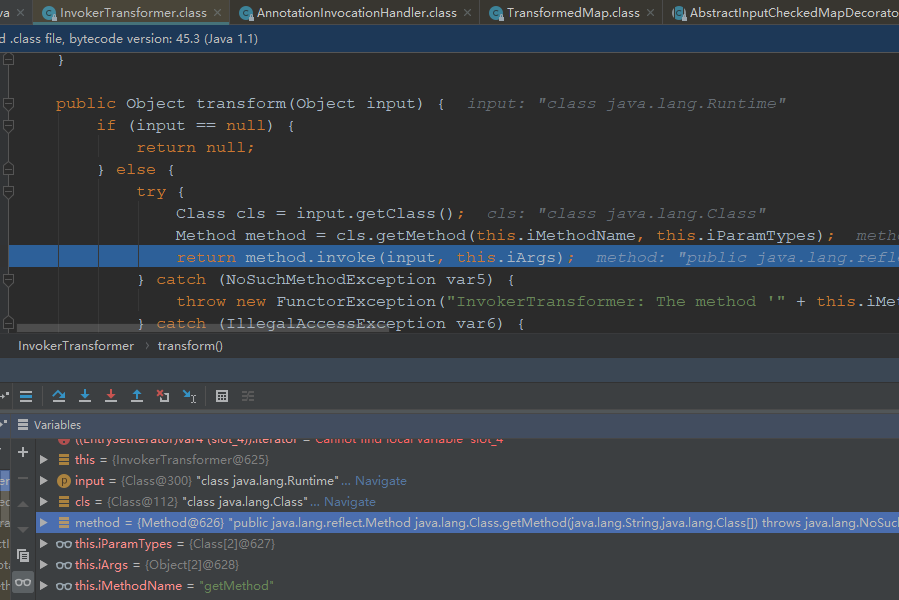 va InvokerTransformer.class AnnotationInvocationHandler.class TransformedMap.class AbstractInputCheckedMapDecorato
d .class file, bytecode version: 45.3 (Java 1.1)
}
public Object transform(Object input) { input: "class java.lang.Runtime"
if (input == null) {
return null;
} else {
try {
Class cls = input.getClass(); cls: "class java.lang.Class"
Method method = cls.getMethod(this.iMethodName, this.iParamTypes); meth
return method.invoke(input, this.iArgs); method: "public java.lang.refle
} catch (NoSuchMethodException var5) {
throw new FunctorException("InvokerTransformer: The method '" + this.iMet
} catch (IllegalAccessException var6) {
InvokerTransformer › transform()
Variables
((EntrySetIterator)var4 (slot_4)).iterator = Cannot find local variable 'slot_4'
this = {InvokerTransformer@625}
input = {Class@300} "class java.lang.Runtime"... Navigate
cls = {Class@112} "class java.lang.Class"... Navigate
method = {Method@626} "public java.lang.reflect.Method java.lang.Class.getMethod(java.lang.String,java.lang.Class[]) throws java.lang.NoSuc
this.iParamTypes = {Class[2]@627}
this.iArgs = {Object[2]@628}
this.iMethodName = "getMethod"